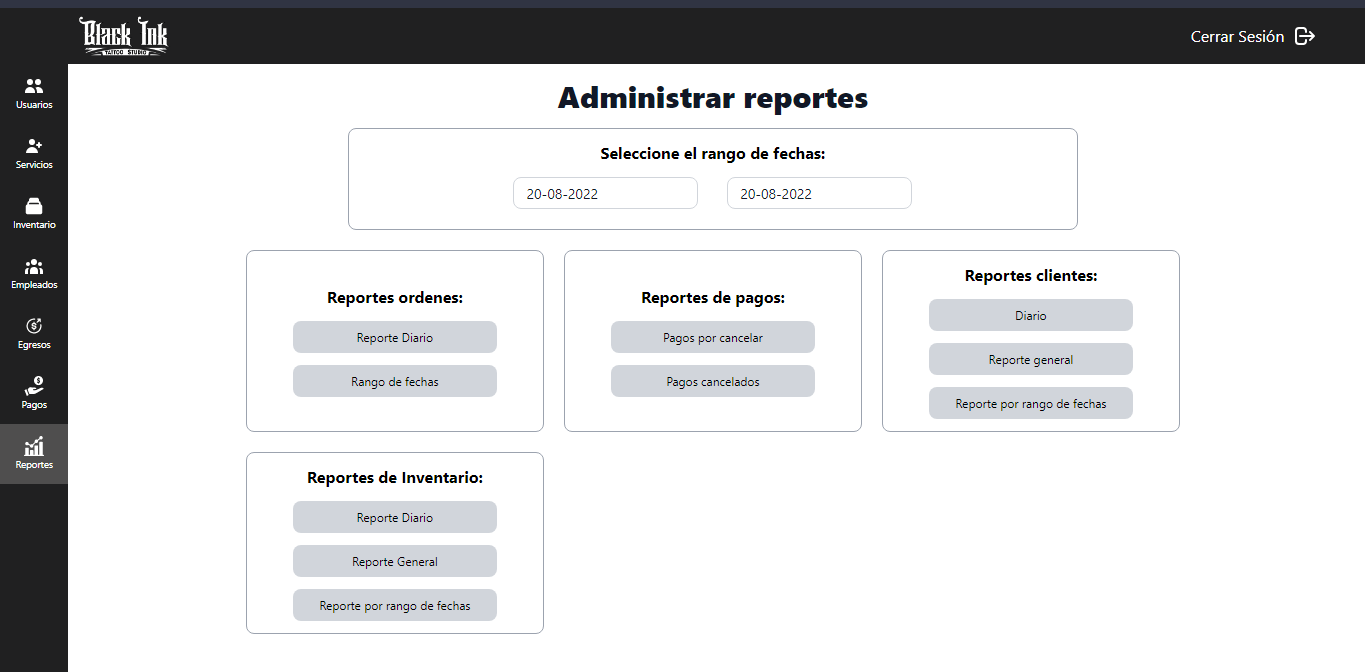 Black Ink
TATTOO STUDIO
Cerrar Sesión
Usuarios
Servicios
Inventario
Empleados
Egresos
Pagos
Reportes
Administrar reportes
Seleccione el rango de fechas:
20-08-2022
20-08-2022
Reportes ordenes:
Reporte Diario
Rango de fechas
Reportes de pagos:
Pagos por cancelar
Pagos cancelados
Reportes clientes:
Diario
Reporte general
Reporte por rango de fechas
Reportes de Inventario:
Reporte Diario
Reporte General
Reporte por rango de fechas